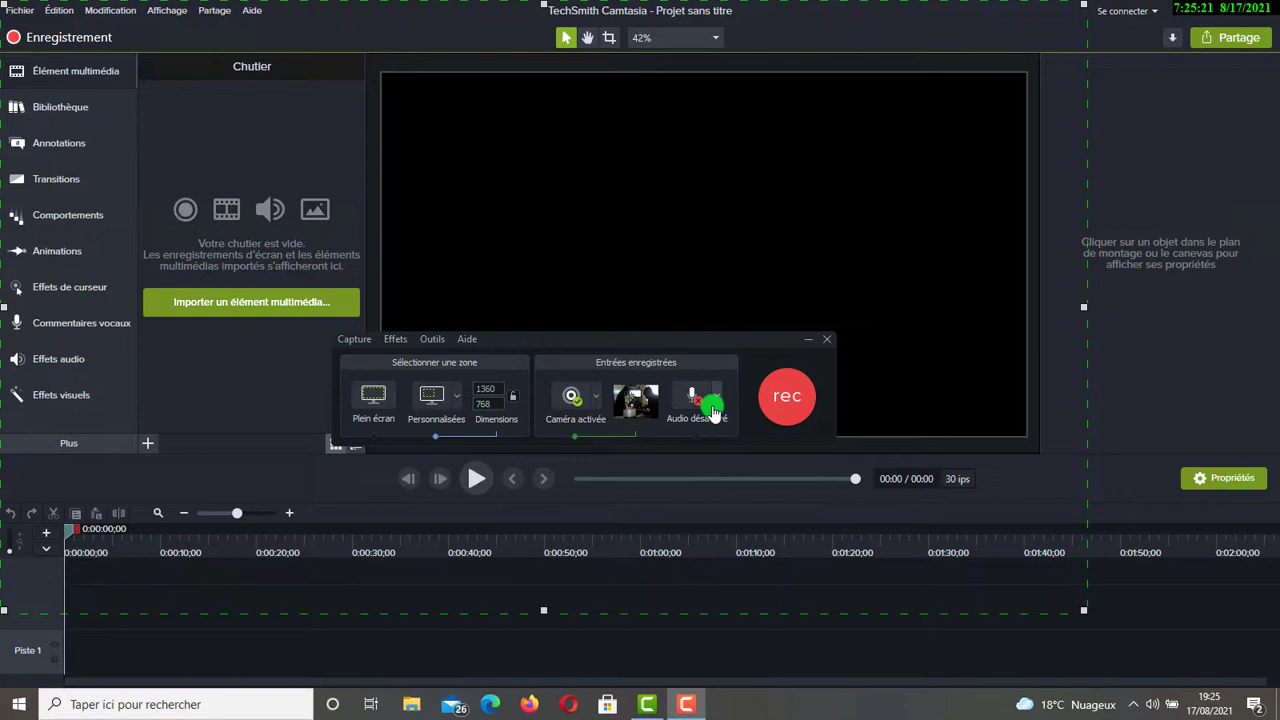 Fichier Édition Modification Affichage Partage Aide
TechSmith Camtasia - Projet sans titre
Se connecter
7:25:21 8/17/2021
Enregistrement
42%
Partage
Élément multimédia
Chutier
Bibliothèque
Annotations
Transitions
Comportements
Animations
Effets de curseur
Commentaires vocaux
Effets audio
Effets visuels
Plus
Votre chutier est vide.
Les enregistrements d'écran et les éléments
multimédias importés s'afficheront ici.
Importer un élément multimédia...
Cliquer sur un objet dans le plan
de montage ou le canevas pour
afficher ses propriétés
Capture Effets Outils Aide
Sélectionner une zone
Entrées enregistrées
1360
768
rec
Plein écran
Personnalisées
Dimensions
Caméra activée
Audio
00:00 / 00:00
30 ips
Propriétés
0:00:00;00
0:00:00;00 0:00:10;00 0:00:20;00 0:00:30;00 0:00:40;00 0:00:50;00 0:01:00;00 0:01:10;00 0:01:20;00 0:01:30;00 0:01:40;00 0:01:50;00 0:02:00;00
Piste 1
Taper ici pour rechercher
26
18°C Nuageux
19:25
17/08/2021
2